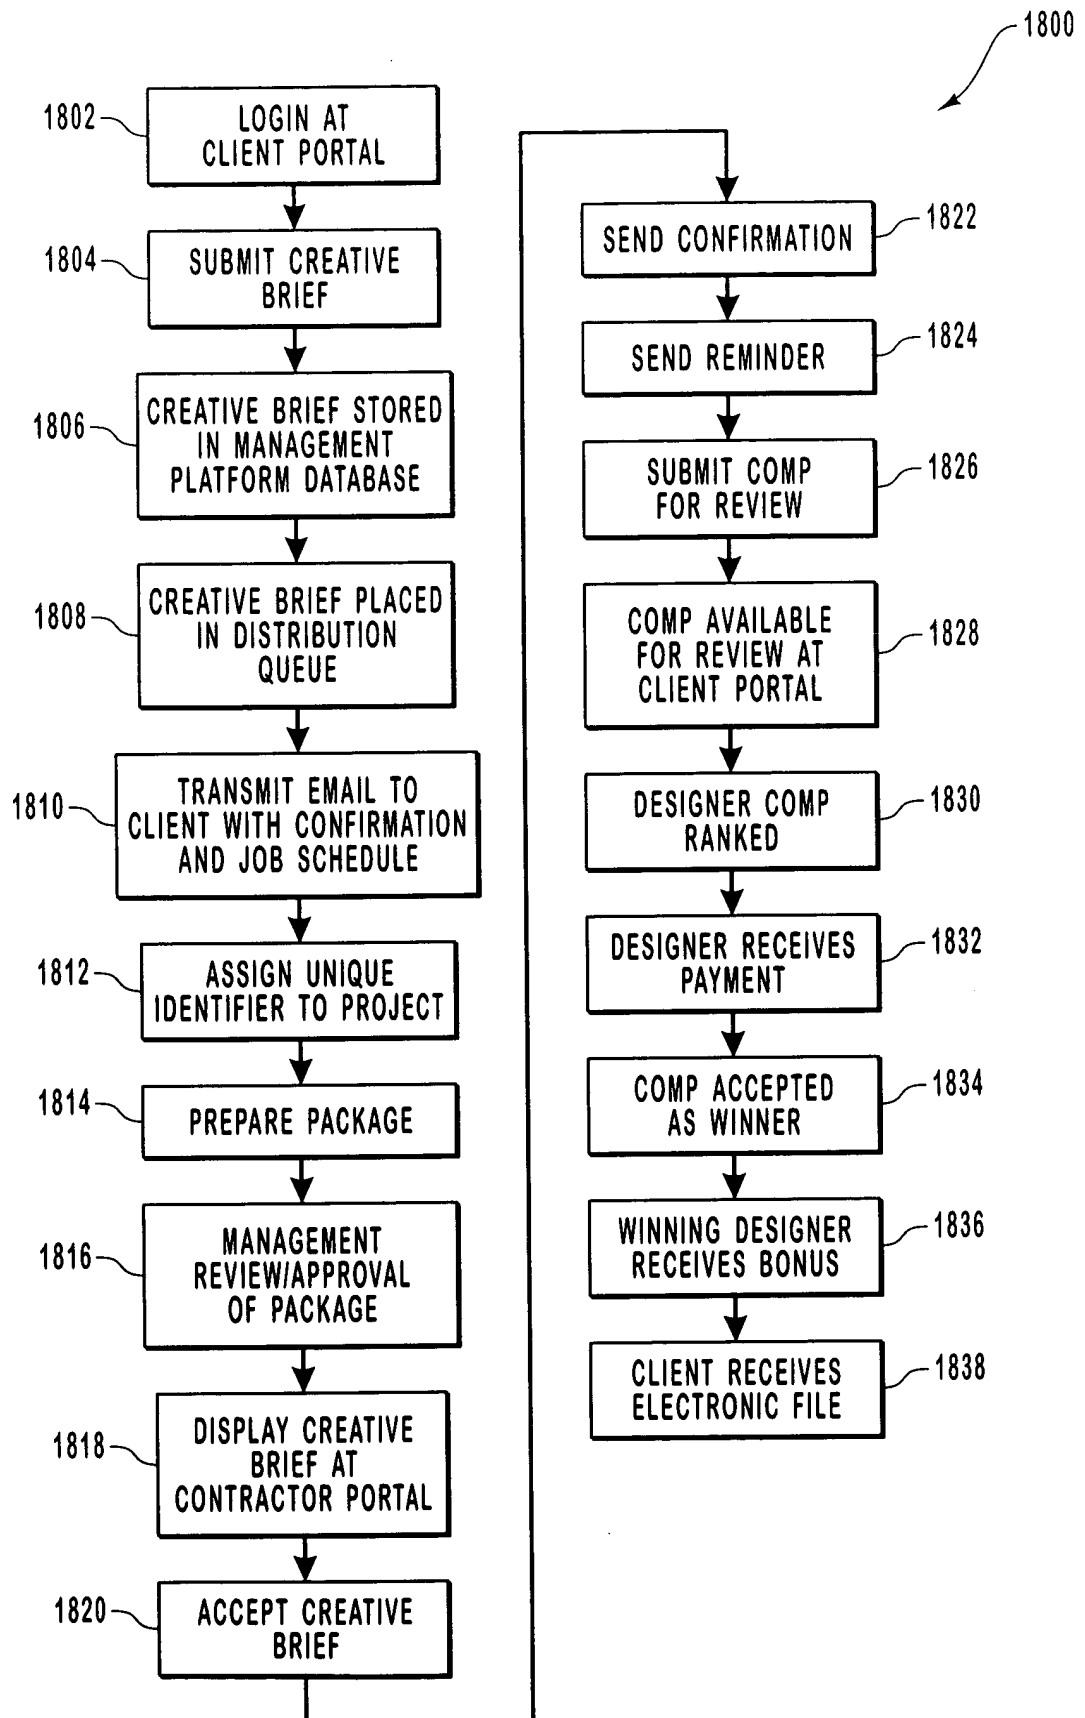 1800
1802
LOGIN AT
CLIENT PORTAL
1804
SUBMIT CREATIVE
BRIEF
1806
CREATIVE BRIEF STORED
IN MANAGEMENT
PLATFORM DATABASE
1808
CREATIVE BRIEF PLACED
IN DISTRIBUTION
QUEUE
1810
TRANSMIT EMAIL TO
CLIENT WITH CONFIRMATION
AND JOB SCHEDULE
1812
ASSIGN UNIQUE
IDENTIFIER TO PROJECT
1814
PREPARE PACKAGE
1816
MANAGEMENT
REVIEW/APPROVAL
OF PACKAGE
1818
DISPLAY CREATIVE
BRIEF AT
CONTRACTOR PORTAL
1820
ACCEPT CREATIVE
BRIEF
SEND CONFIRMATION
1822
SEND REMINDER
1824
SUBMIT COMP
FOR REVIEW
1826
COMP AVAILABLE
FOR REVIEW AT
CLIENT PORTAL
1828
DESIGNER COMP
RANKED
1830
DESIGNER RECEIVES
PAYMENT
1832
COMP ACCEPTED
AS WINNER
1834
WINNING DESIGNER
RECEIVES BONUS
1836
CLIENT RECEIVES
ELECTRONIC FILE
1838